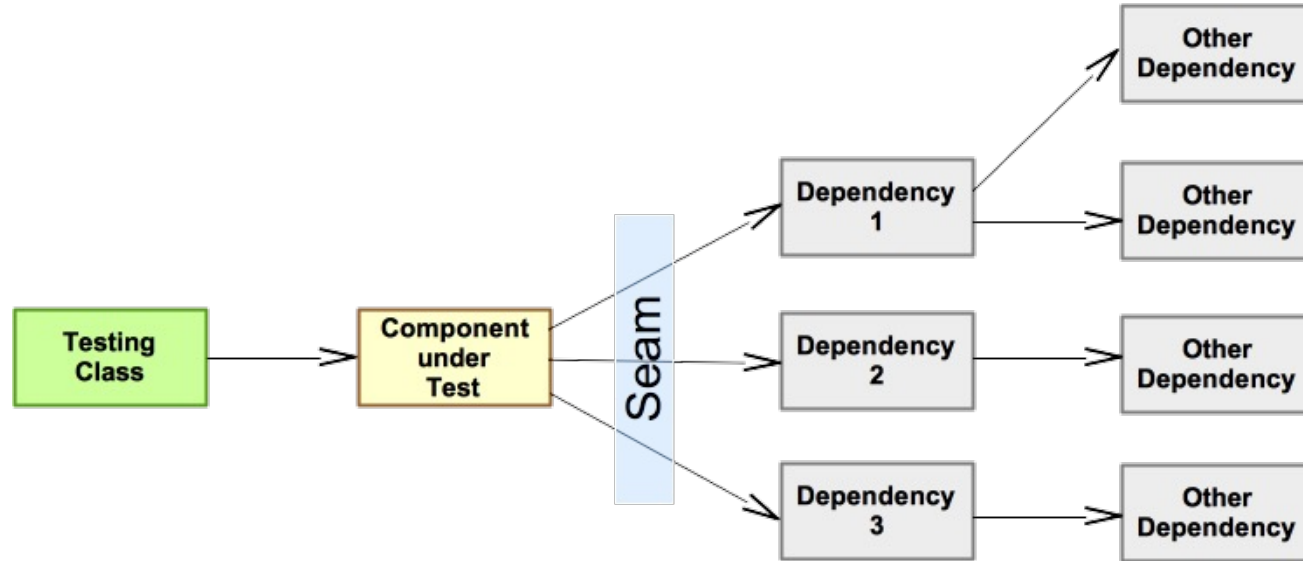 Testing
Class
Component
under
Test
Seam
Dependency
1
Dependency
2
Dependency
3
Other
Dependency
Other
Dependency
Other
Dependency
Other
Dependency